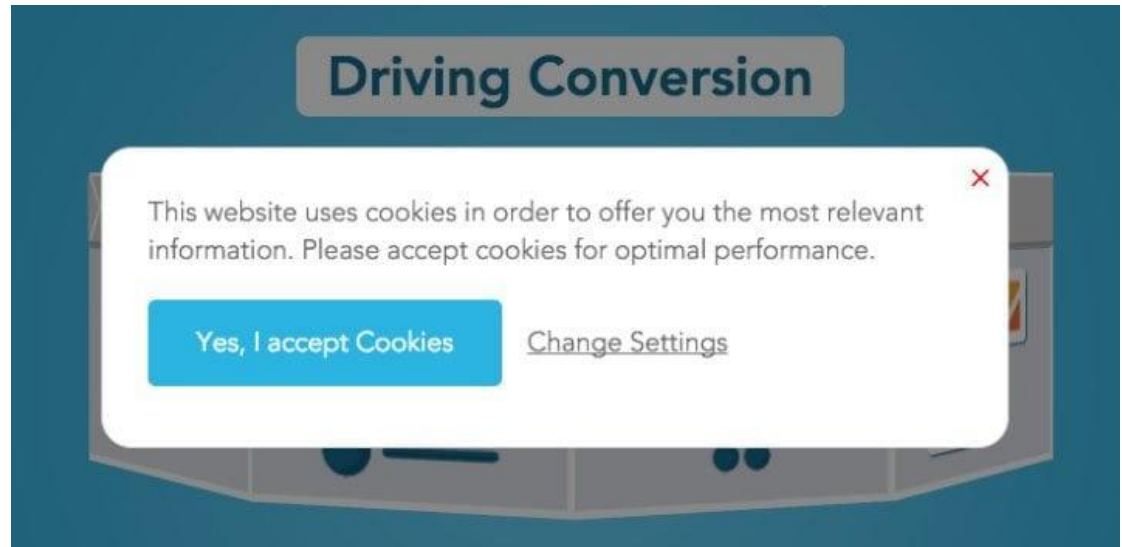 Driving Conversion
This website uses cookies in order to offer you the most relevant
information. Please accept cookies for optimal performance.
Yes, I accept Cookies
Change Settings